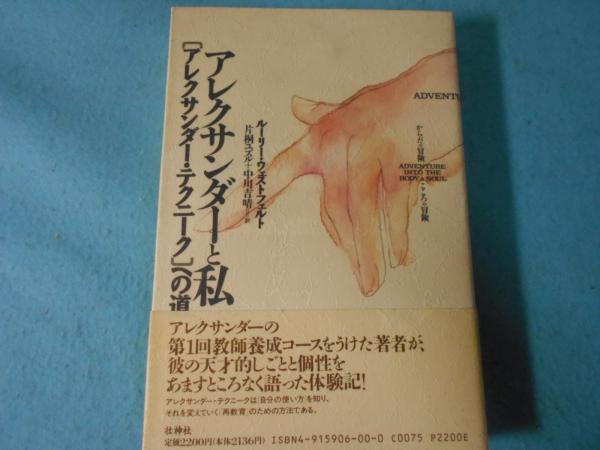 アレクサンダーと私
[アレクサンダー・テクニーク]への道
ルーリー・ウェストフェルト
片桐ユズル+中川吉晴=訳
ADVENTU
からだの冒険
ADVENTURE
INTO THE
BODY & SOUL
こころの冒険
アレクサンダーの
第1回教師養成コースをうけた著者が、
彼の天才的しごとと個性を
あますところなく語った体験記!
アレクサンダー・テクニークは「自分の使い方」を知り、
それを変えていく「再教育」のための方法である。
壮神社
定価2200円(本体2136円) ISBN4-915906-00-0 C0075 P2200E